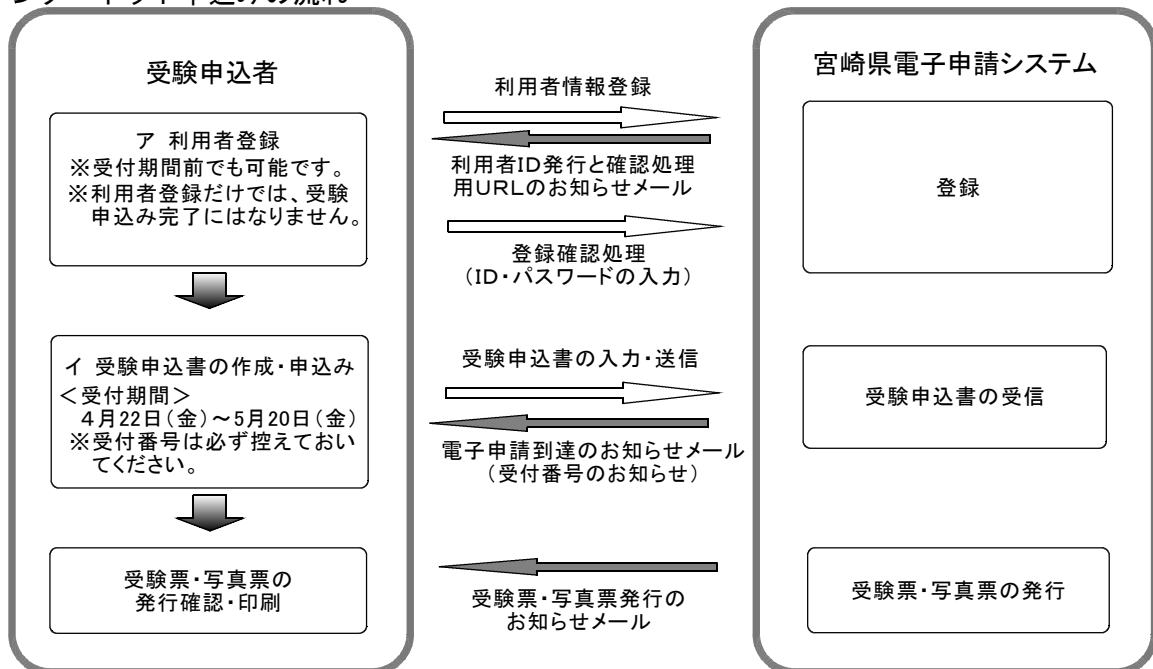 受験申込者
ア 利用者登録
※受付期間前でも可能です。
※利用者登録だけでは、受験
申込み完了にはなりません。
イ 受験申込書の作成・申込み
＜受付期間＞
４月22日（金）～5月20日（金）
※受付番号は必ず控えておい
てください。
受験票・写真票の
発行確認・印刷
利用者情報登録
利用者ID発行と確認処理
用URLのお知らせメール
登録確認処理
（ID・パスワードの入力）
受験申込書の入力・送信
電子申請到達のお知らせメール
（受付番号のお知らせ）
受験票・写真票発行の
お知らせメール
宮崎県電子申請システム
登録
受験申込書の受信
受験票・写真票の発行